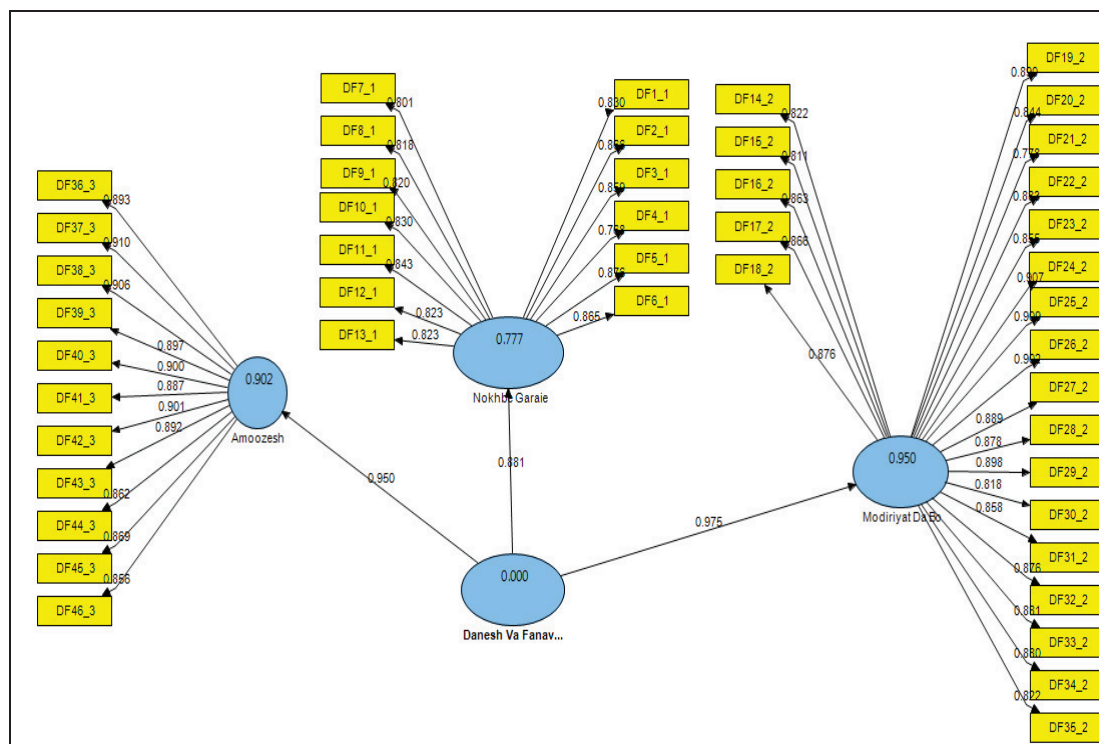 DF36_3
DF37_3
DF38_3
DF39_3
DF40_3
DF41_3
DF42_3
DF43_3
DF44_3
DF45_3
DF46_3
0.893
0.910
0.906
0.897
0.900
0.887
0.901
0.892
0.862
0.869
0.856
0.902
Amoozesh
DF7_1
DF8_1
DF9_1
DF10_1
DF11_1
DF12_1
DF13_1
0.801
0.818
0.820
0.830
0.843
0.823
0.823
DF1_1
DF2_1
DF3_1
DF4_1
DF5_1
DF6_1
0.830
0.865
0.777
Nokhbe Garaie
0.950
0.881
0.975
0.000
Danesh Va Fanav...
DF14_2
DF15_2
DF16_2
DF17_2
DF18_2
0.822
0.811
0.863
0.866
0.876
0.950
Modiriyat Da Bo
DF19_2
DF20_2
DF21_2
DF22_2
DF23_2
DF24_2
DF25_2
DF26_2
DF27_2
DF28_2
DF29_2
DF30_2
DF31_2
DF32_2
DF33_2
DF34_2
DF35_2
0.844
0.907
0.889
0.878
0.898
0.818
0.858
0.876
0.822